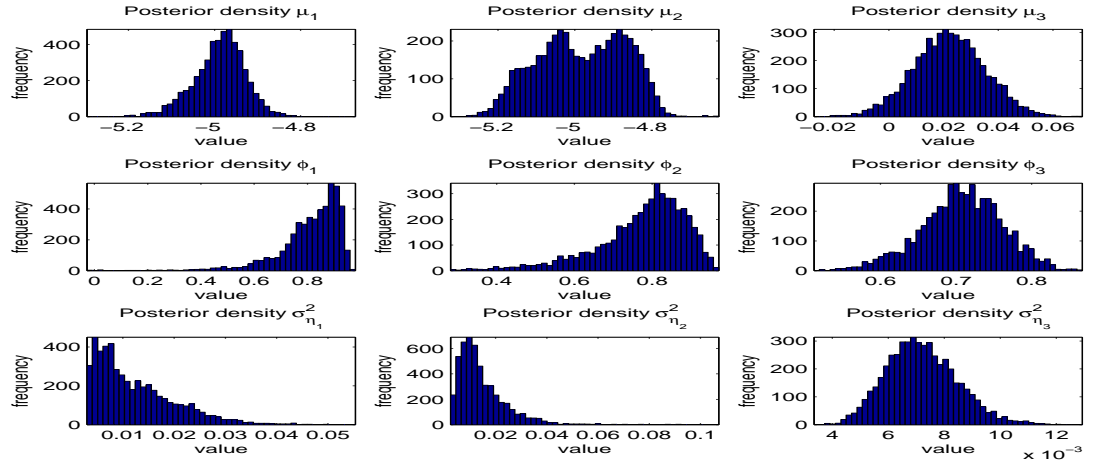 Posterior density μ₁
Posterior density μ₂
Posterior density μ₃
frequency
400
200
0
−5.2
−5
−4.8
value
frequency
200
100
0
−5.2
−5
−4.8
value
frequency
300
200
100
0
−0.02
0
0.02
0.04
0.06
value
Posterior density ϕ₁
Posterior density ϕ₂
Posterior density ϕ₃
frequency
400
200
0
0
0.2
0.4
0.6
0.8
value
frequency
300
200
100
0
0.4
0.6
0.8
value
frequency
200
100
0
0.6
0.7
0.8
value
Posterior density σ²η₁
Posterior density σ²η₂
Posterior density σ²η₃
frequency
400
200
0
0.01
0.02
0.03
0.04
0.05
value
frequency
600
400
200
0
0.02
0.04
0.06
0.08
0.1
value
frequency
300
200
100
0
4
6
8
10
12
value
x 10⁻³